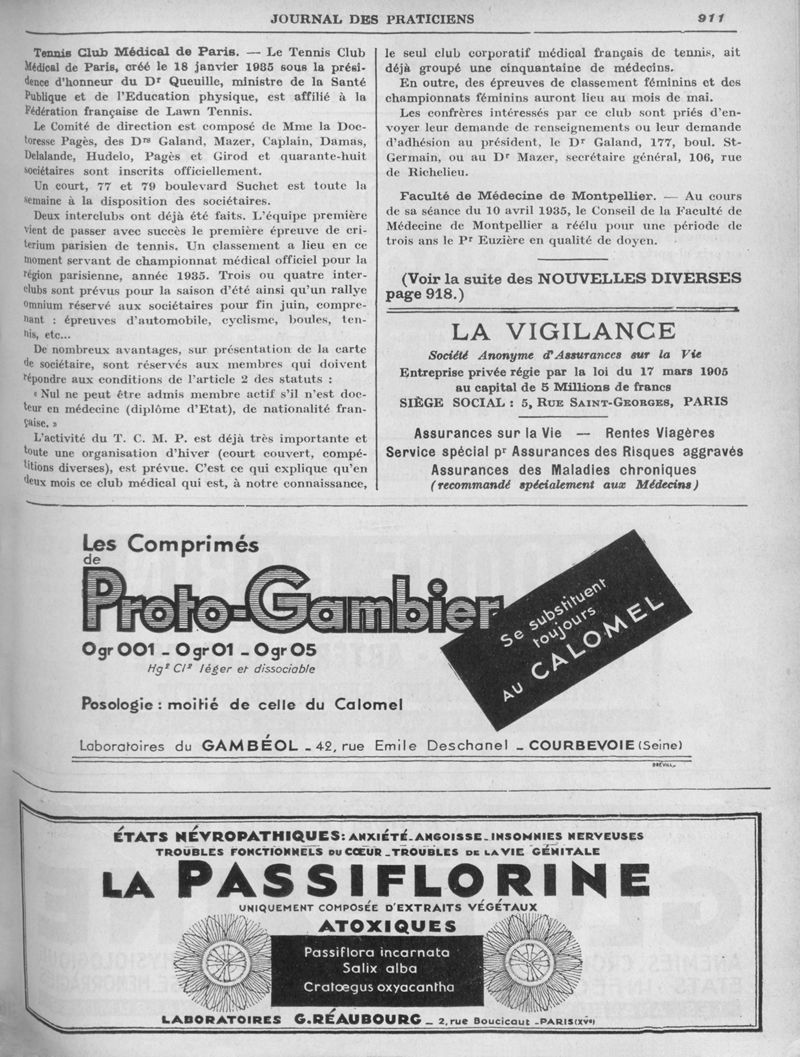 JOURNAL DES PRATICIENS
911
Tennis Club Médical de Paris. — Le Tennis Club
Médical de Paris, créé le 18 janvier 1935 sous la prési-
dence d'honneur du Dr Queuille, ministre de la Santé
Publique et de l'Education physique, est affilié à la
Fédération française de Lawn Tennis.
Le Comité de direction est composé de Mme la Doc-
toresse Pagès, des Drs Galand, Mazer, Caplain, Damas,
Delalande, Hudelo, Pagès et Girod et quarante-huit
sociétaires sont inscrits officiellement.
Un court, 77 et 79 boulevard Suchet est toute la
semaine à la disposition des sociétaires.
Deux interclubs ont déjà été faits. L'équipe première
vient de passer avec succès le première épreuve de cri-
terium parisien de tennis. Un classement a lieu en ce
moment servant de championnat médical officiel pour la
région parisienne, année 1935. Trois ou quatre inter-
clubs sont prévus pour la saison d'été ainsi qu'un rallye
omnium réservé aux sociétaires pour fin juin, compre-
nant : épreuves d'automobile, cyclisme, boules, ten-
nis, etc...
De nombreux avantages, sur présentation de la carte
de sociétaire, sont réservés aux membres qui doivent
répondre aux conditions de l'article 2 des statuts :
« Nul ne peut être admis membre actif s'il n'est doc-
teur en médecine (diplôme d'Etat), de nationalité fran-
çaise. »
L'activité du T. C. M. P. est déjà très importante et
toute une organisation d'hiver (court couvert, compé-
titions diverses), est prévue. C'est ce qui explique qu'en
deux mois ce club médical qui est, à notre connaissance,
le seul club corporatif médical français de tennis, ait
déjà groupé une cinquantaine de médecins.
En outre, des épreuves de classement féminins et des
championnats féminins auront lieu au mois de mai.
Les confrères intéressés par ce club sont priés d'en-
voyer leur demande de renseignements ou leur demande
d'adhésion au président, le Dr Galand, 177, boul. St-
Germain, ou au Dr Mazer, secrétaire général, 106, rue
de Richelieu.
Faculté de Médecine de Montpellier. — Au cours
de sa séance du 10 avril 1935, le Conseil de la Faculté de
Médecine de Montpellier a réélu pour une période de
trois ans le Pr Euzière en qualité de doyen.
(Voir la suite des NOUVELLES DIVERSES
page 918.)
LA VIGILANCE
Société Anonyme d'Assurances sur la Vie
Entreprise privée régie par la loi du 17 mars 1905
au capital de 5 Millions de francs
SIÈGE SOCIAL : 5, RUE SAINT-GEORGES, PARIS
Assurances sur la Vie — Rentes Viagères
Service spécial pr Assurances des Risques aggravés
Assurances des Maladies chroniques
(recommandé spécialement aux Médecins)
Les Comprimés
de
Proto-Gambier
0gr001 - 0gr01 - 0gr05
Hg² Cl² léger et dissociable
Posologie : moitié de celle du Calomel
Se substituent
toujours
AU CALOMEL
Laboratoires du GAMBÉOL - 42, rue Emile Deschanel - COURBEVOIE (Seine)
ÉTATS NÉVROPATHIQUES: ANXIÉTÉ-ANGOISSE-INSOMNIES NERVEUSES
TROUBLES FONCTIONNELS DU CŒUR - TROUBLES DE LA VIE GÉNITALE
LA PASSIFLORINE
UNIQUEMENT COMPOSÉE D'EXTRAITS VÉGÉTAUX
ATOXIQUES
Passiflora incarnata
Salix alba
Cratœgus oxyacantha
LABORATOIRES G. RÉAUBOURG - 2, rue Boucicaut - PARIS (XVe)